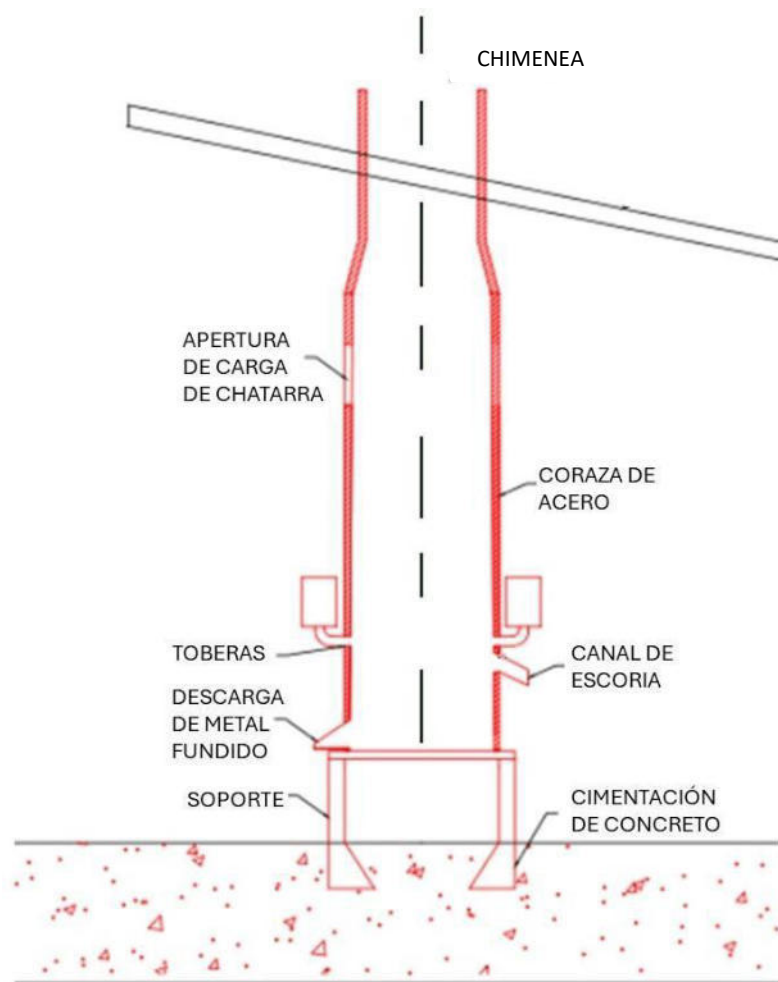 CHIMENEA
APERTURA
DE CARGA
DE CHATARRA
CORAZA DE
ACERO
TOBERAS
CANAL DE
ESCORIA
DESCARGA
DE METAL
FUNDIDO
SOPORTE
CIMENTACIÓN
DE CONCRETO